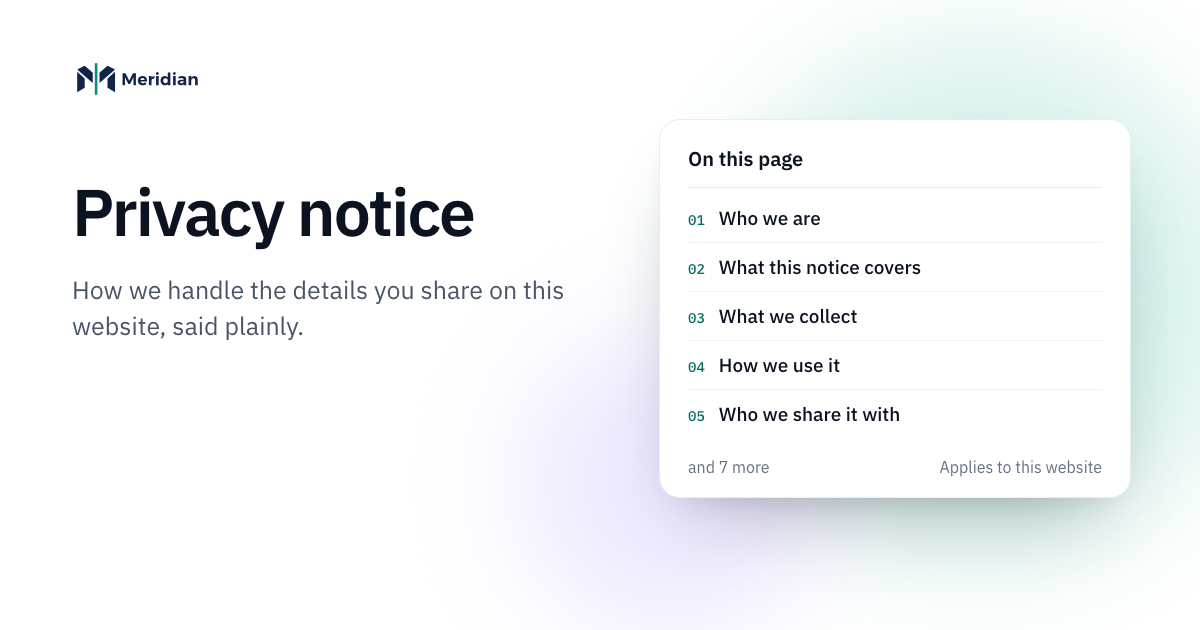 Meridian
Privacy notice
How we handle the details you share on this
website, said plainly.
On this page
01 Who we are
02 What this notice covers
03 What we collect
04 How we use it
05 Who we share it with
and 7 more
Applies to this website